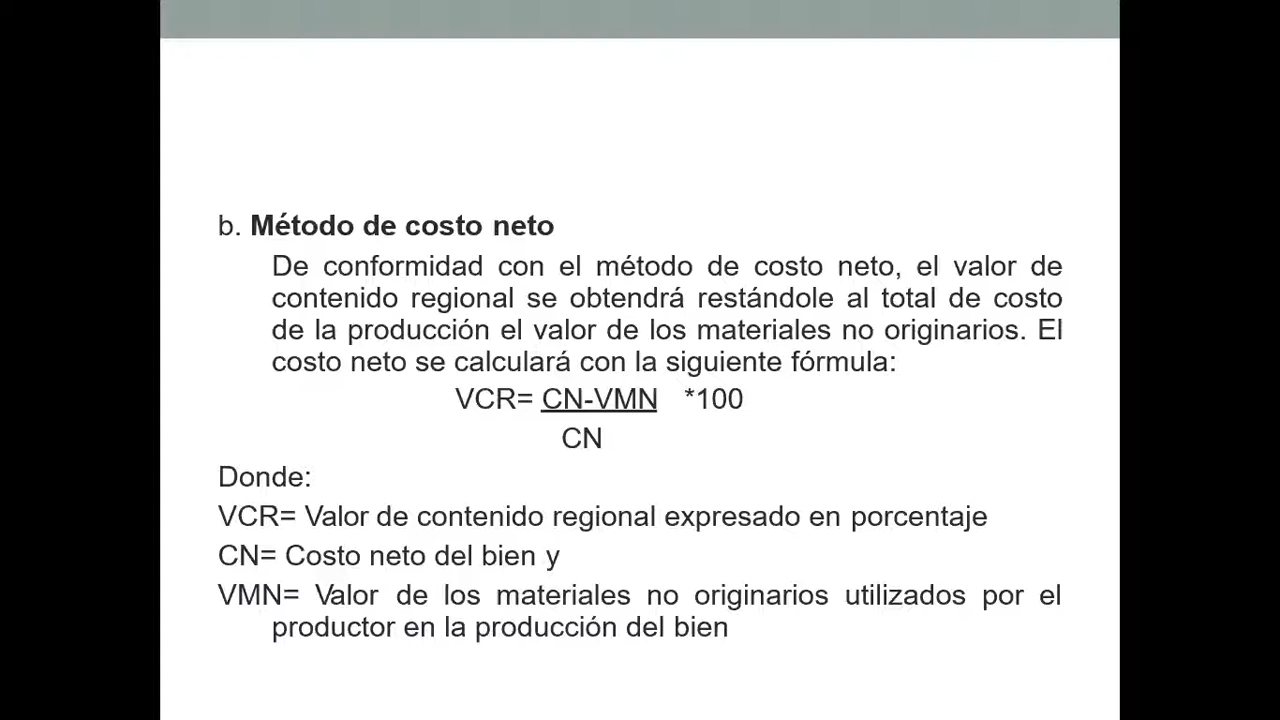 b. Método de costo neto
De conformidad con el método de costo neto, el valor de
contenido regional se obtendrá restándole al total de costo
de la producción el valor de los materiales no originarios. El
costo neto se calculará con la siguiente fórmula:
VCR= CN-VMN *100
CN
Donde:
VCR= Valor de contenido regional expresado en porcentaje
CN= Costo neto del bien y
VMN= Valor de los materiales no originarios utilizados por el
productor en la producción del bien